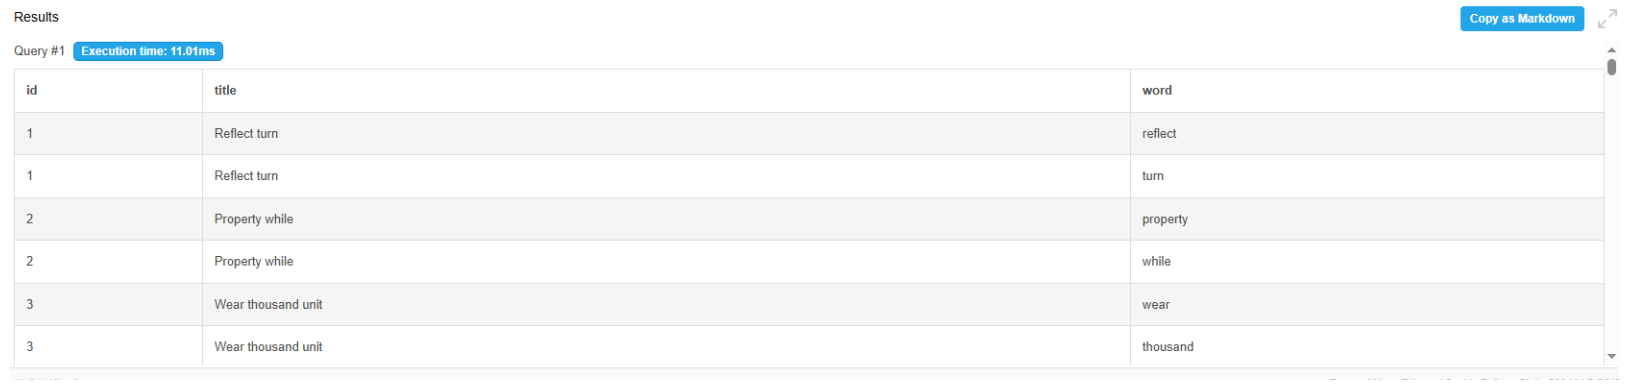 Results Copy as Markdown
Query #1 Execution time: 11.01ms
id title word
1 Reflect turn reflect
1 Reflect turn turn
2 Property while property
2 Property while while
3 Wear thousand unit wear
3 Wear thousand unit thousand